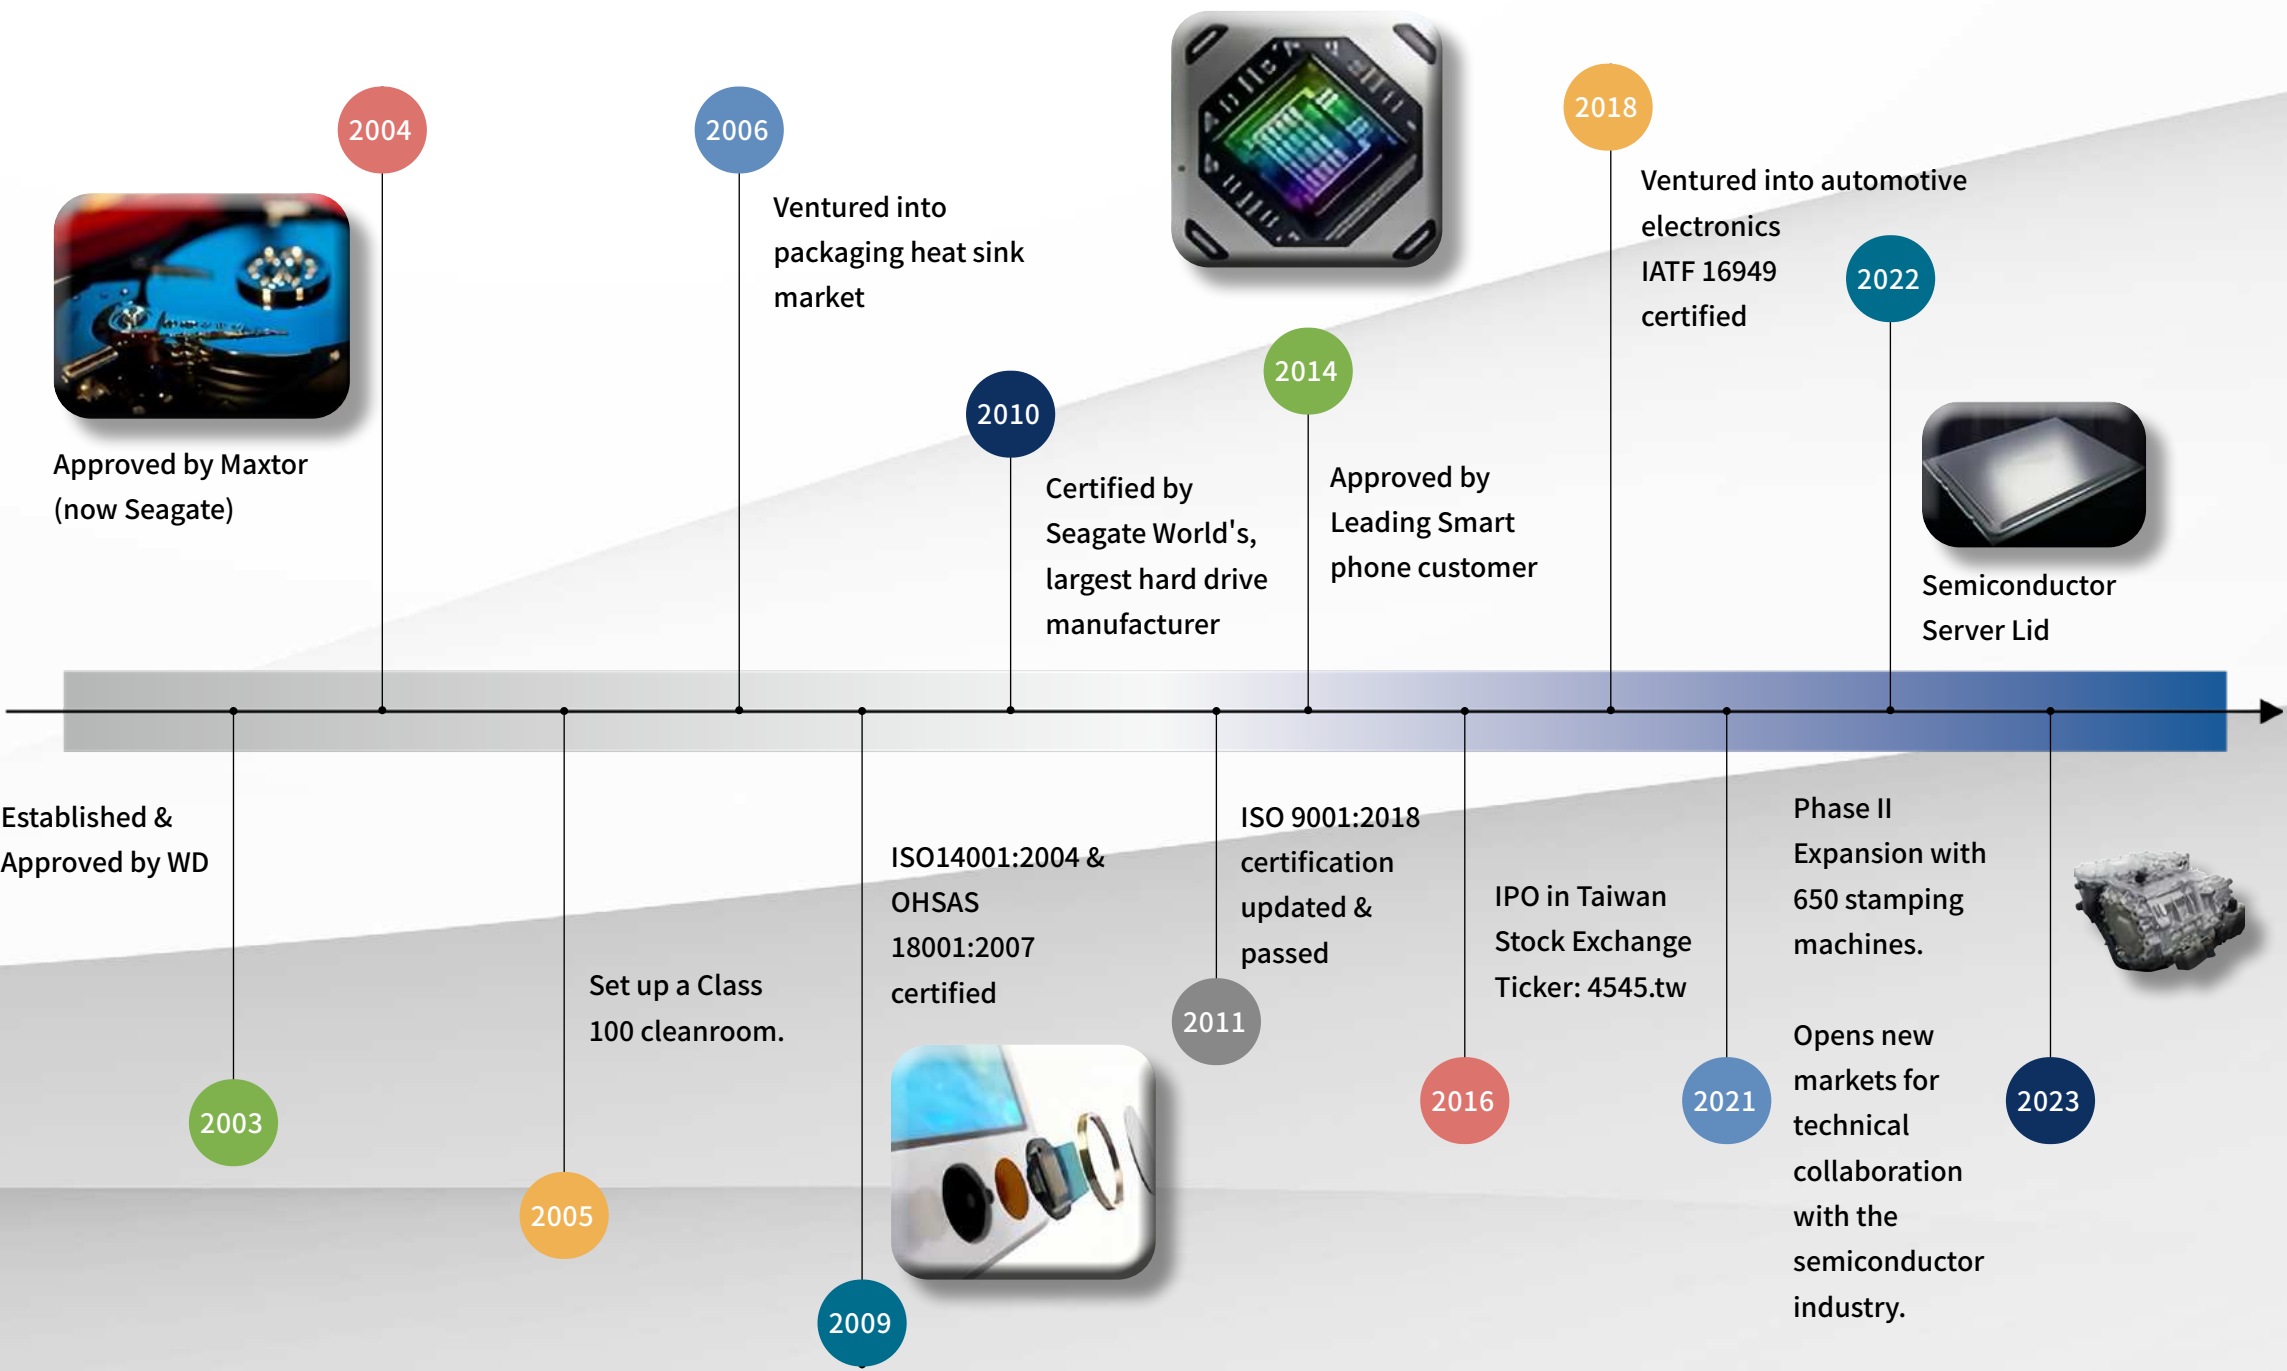 2004
Approved by Maxtor
(now Seagate)
2006
Ventured into
packaging heat sink
market
2010
Certified by
Seagate World's,
largest hard drive
manufacturer
2014
Approved by
Leading Smart
phone customer
2018
Ventured into automotive
electronics
IATF 16949
certified
2022
Semiconductor
Server Lid
Established &
Approved by WD
2003
Set up a Class
100 cleanroom.
2005
ISO14001:2004 &
OHSAS
18001:2007
certified
2009
ISO 9001:2018
certification
updated &
passed
2011
IPO in Taiwan
Stock Exchange
Ticker: 4545.tw
2016
2021
Phase II
Expansion with
650 stamping
machines.
Opens new
markets for
technical
collaboration
with the
semiconductor
industry.
2023